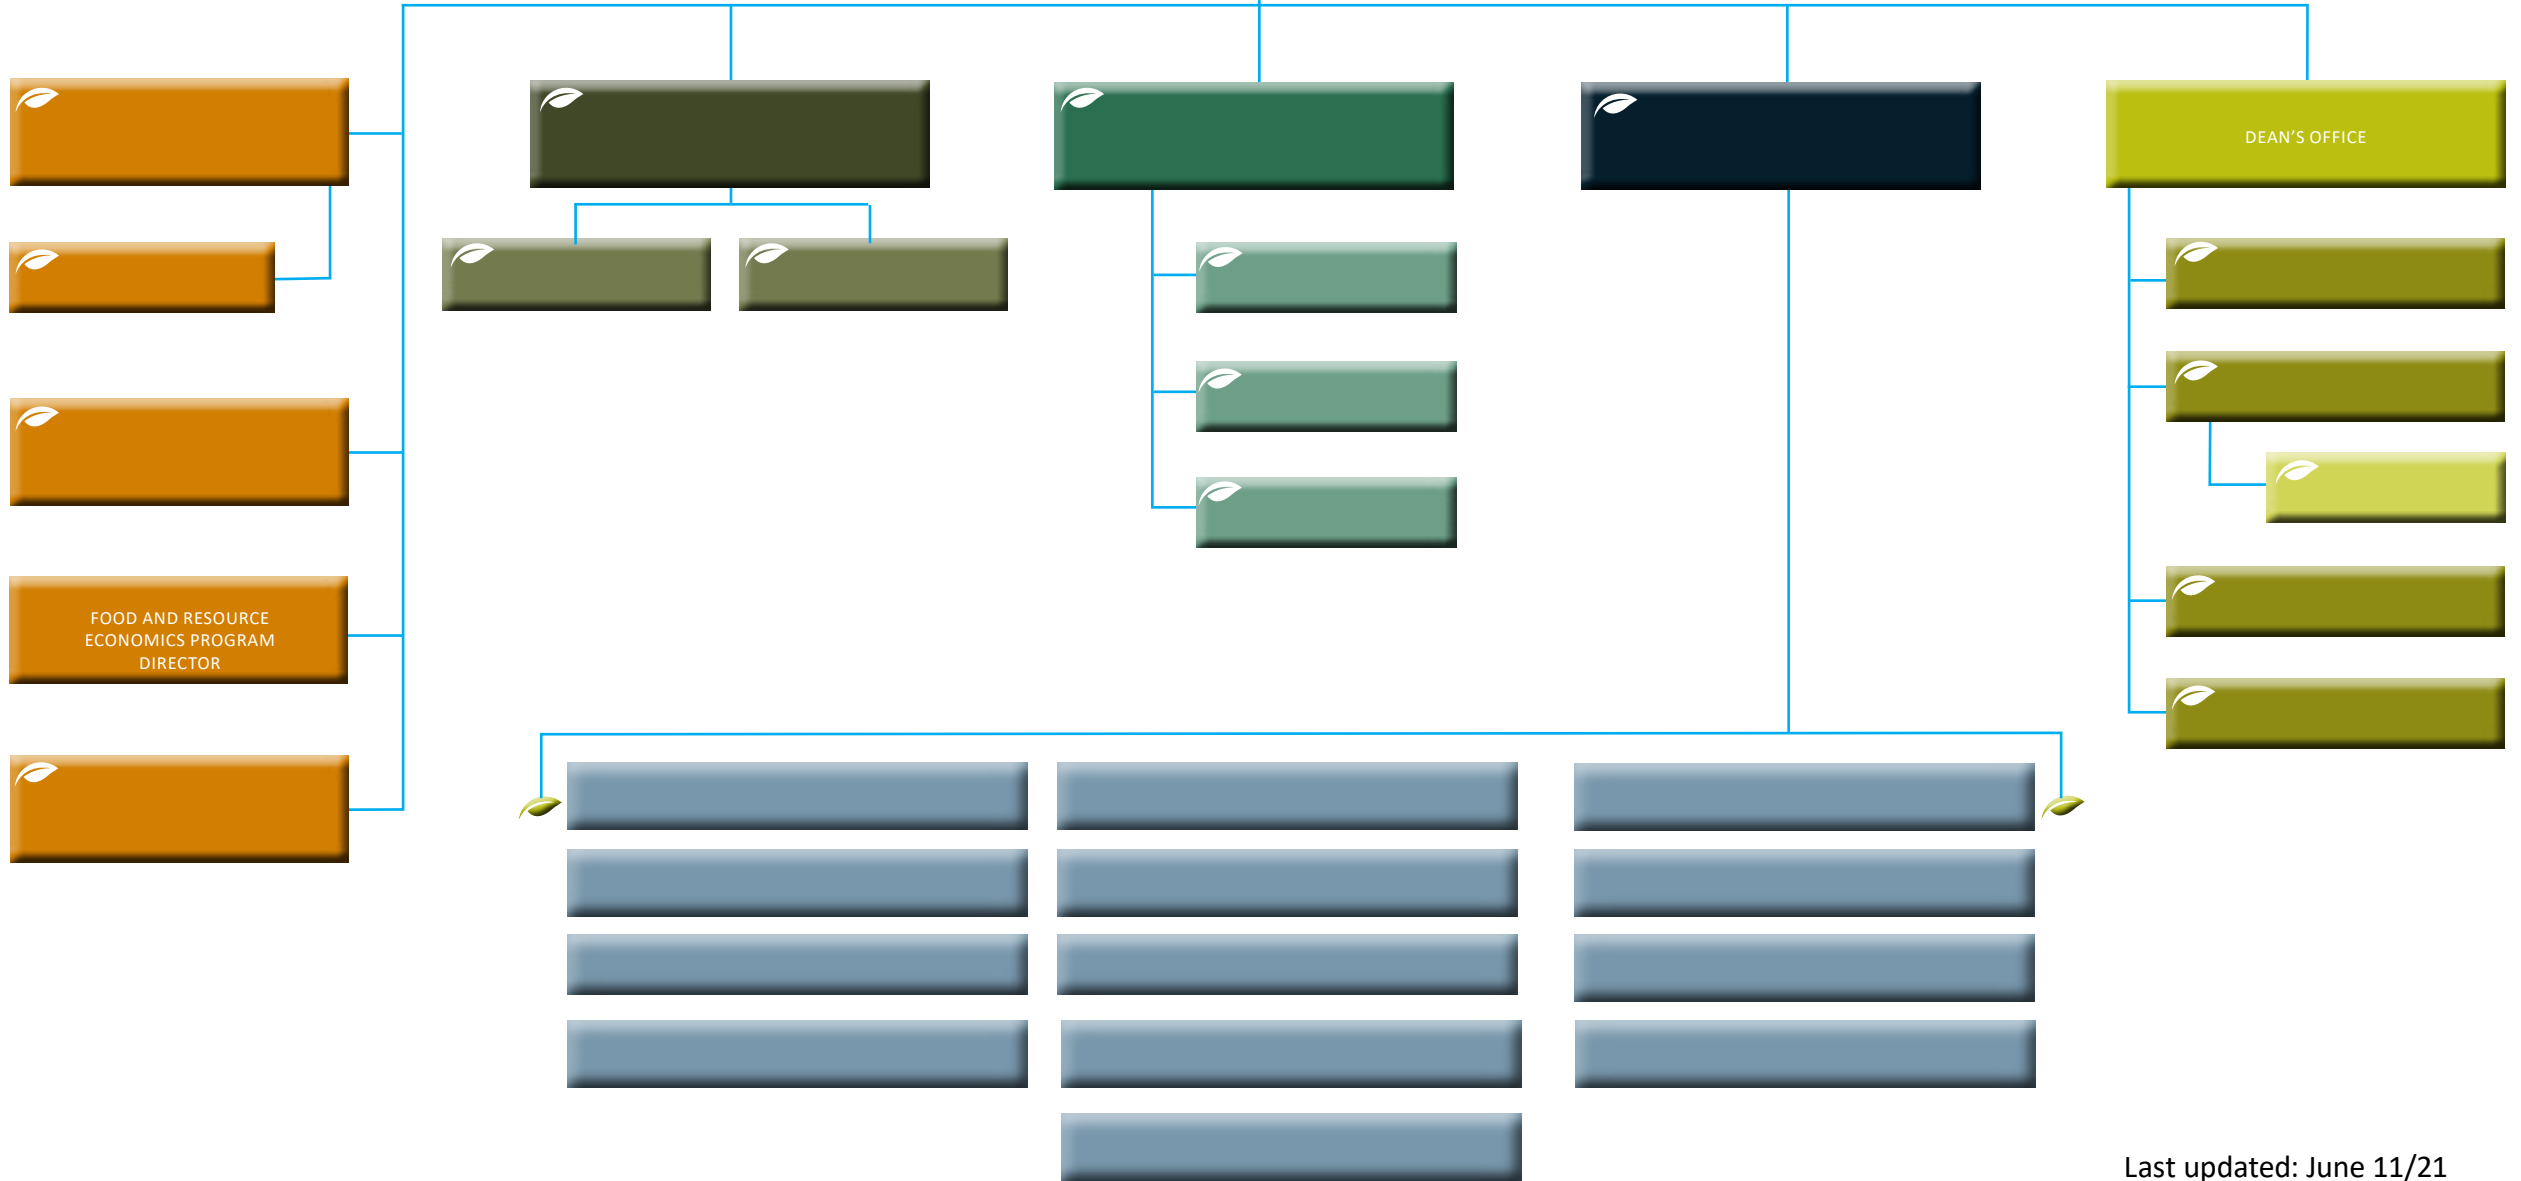 DEAN'S OFFICE
FOOD AND RESOURCE
ECONOMICS PROGRAM
DIRECTOR
Last updated: June 11/21